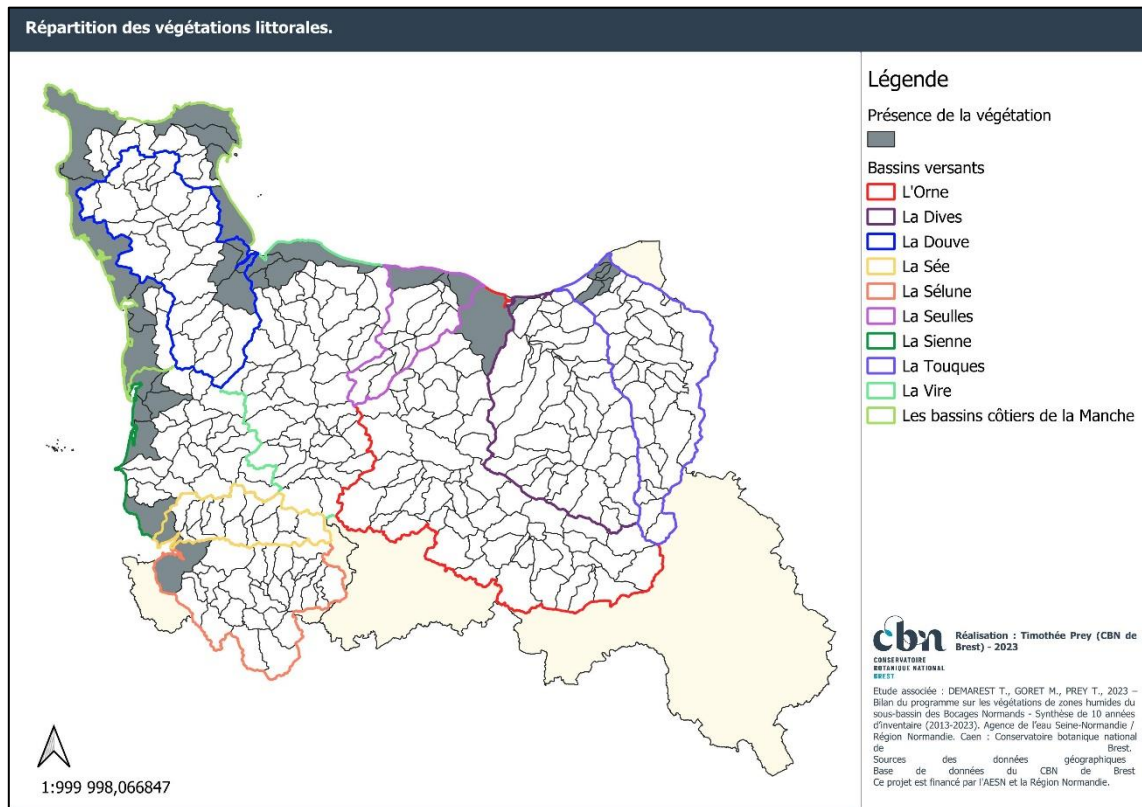 Répartition des végétations littorales.
Légende
Présence de la végétation
Bassins versants
L'Orne
La Dives
La Douve
La Sée
La Sélune
La Seulles
La Sienne
La Touques
La Vire
Les bassins côtiers de la Manche
1:999 998,066847
cbn
CONSERVATOIRE
BOTANIQUE NATIONAL
BREST
Réalisation : Timothée Prey (CBN de
Brest) - 2023
Etude associée : DEMAREST T., GORET M., PREY T., 2023 –
Bilan du programme sur les végétations de zones humides du
sous-bassin des Bocages Normands - Synthèse de 10 années
d'inventaire (2013-2023). Agence de l'eau Seine-Normandie /
Région Normandie. Caen : Conservatoire botanique national
de Brest.
Sources des données géographiques
Base de données du CBN de Brest
Ce projet est financé par l'AESN et la Région Normandie.